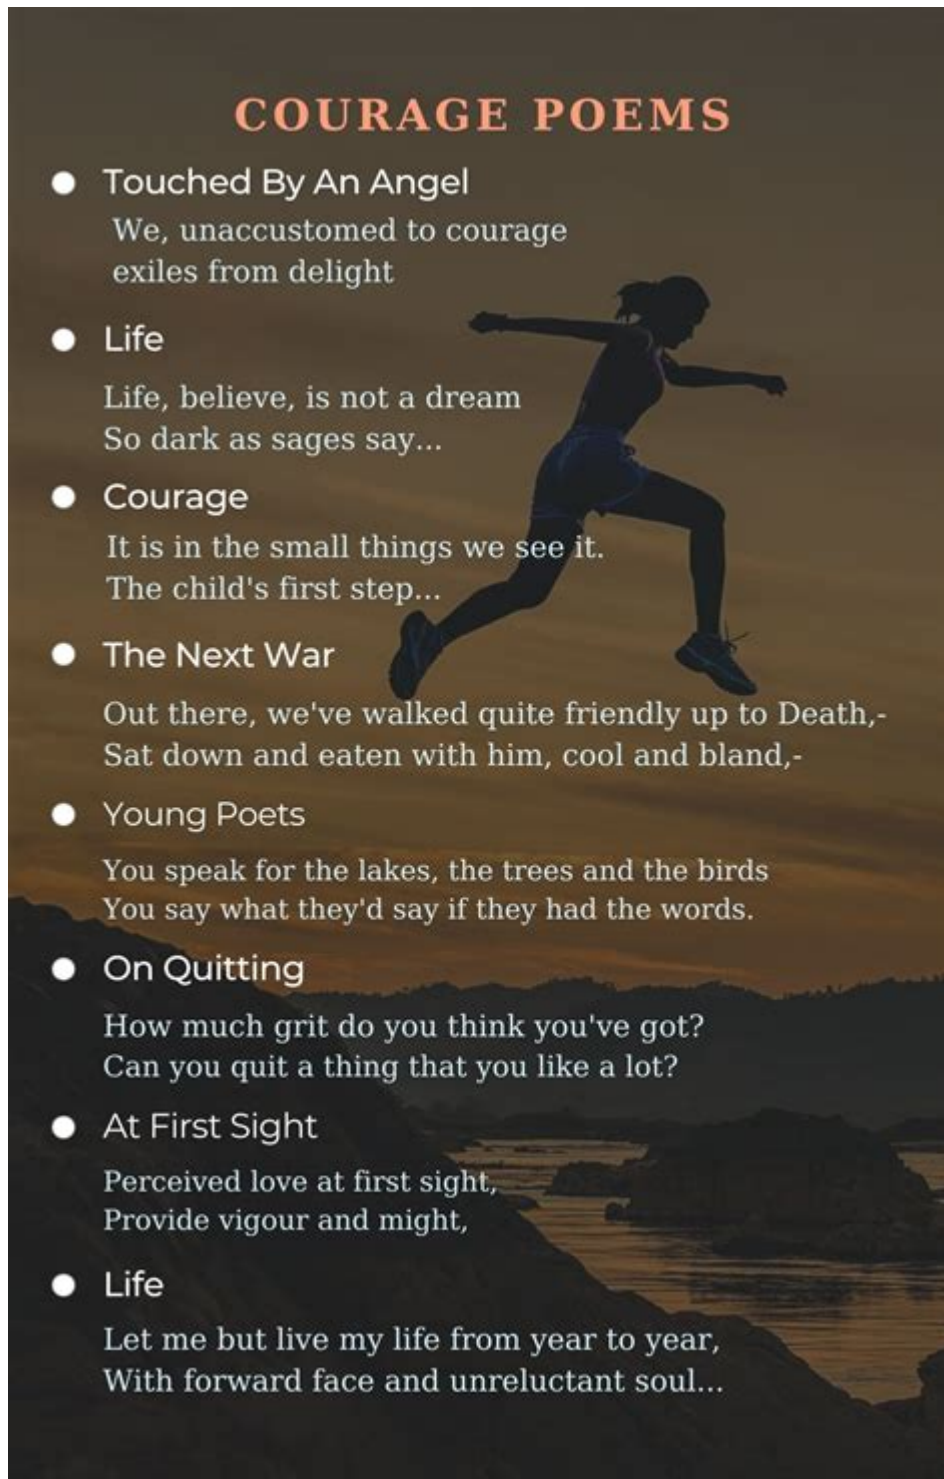 COURAGE POEMS
● Touched By An Angel
We, unaccustomed to courage
exiles from delight
● Life
Life, believe, is not a dream
So dark as sages say...
● Courage
It is in the small things we see it.
The child's first step...
● The Next War
Out there, we've walked quite friendly up to Death,-
Sat down and eaten with him, cool and bland,-
● Young Poets
You speak for the lakes, the trees and the birds
You say what they'd say if they had the words.
● On Quitting
How much grit do you think you've got?
Can you quit a thing that you like a lot?
● At First Sight
Perceived love at first sight,
Provide vigour and might,
● Life
Let me but live my life from year to year,
With forward face and unreluctant soul...